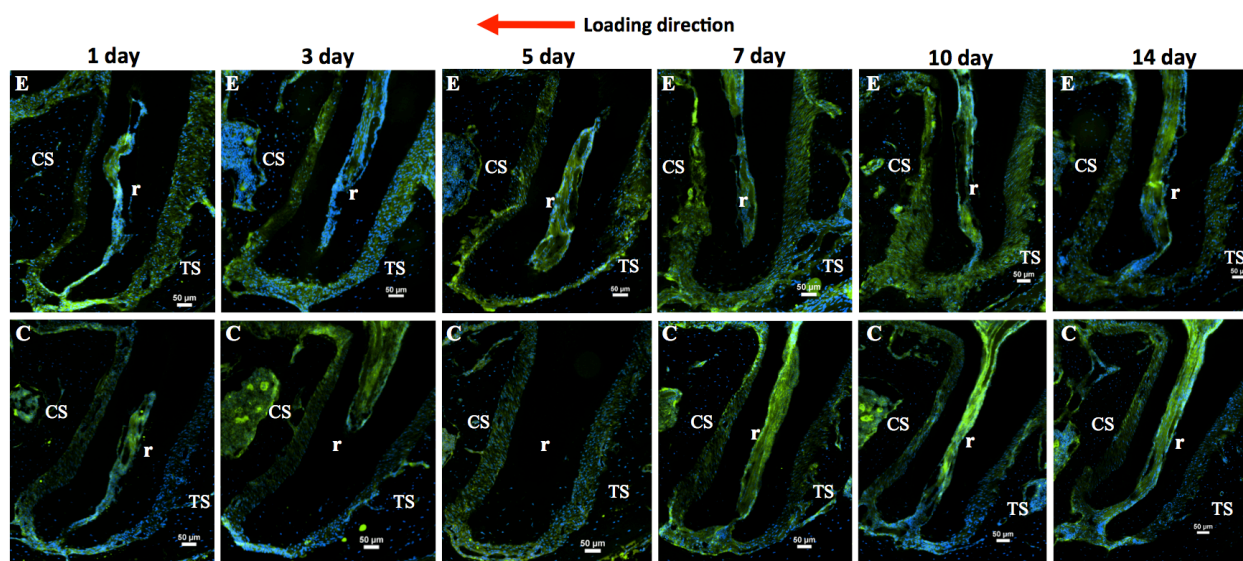 Loading direction
1 day 3 day 5 day 7 day 10 day 14 day
E E E E E E
CS CS CS CS CS CS
r r r r r r
TS TS TS TS TS TS
50 µm 50 µm 50 µm 50 µm 50 µm 50 µm
C C C C C C
CS CS CS CS CS CS
r r r r r r
TS TS TS TS TS TS
50 µm 50 µm 50 µm 50 µm 50 µm 50 µm